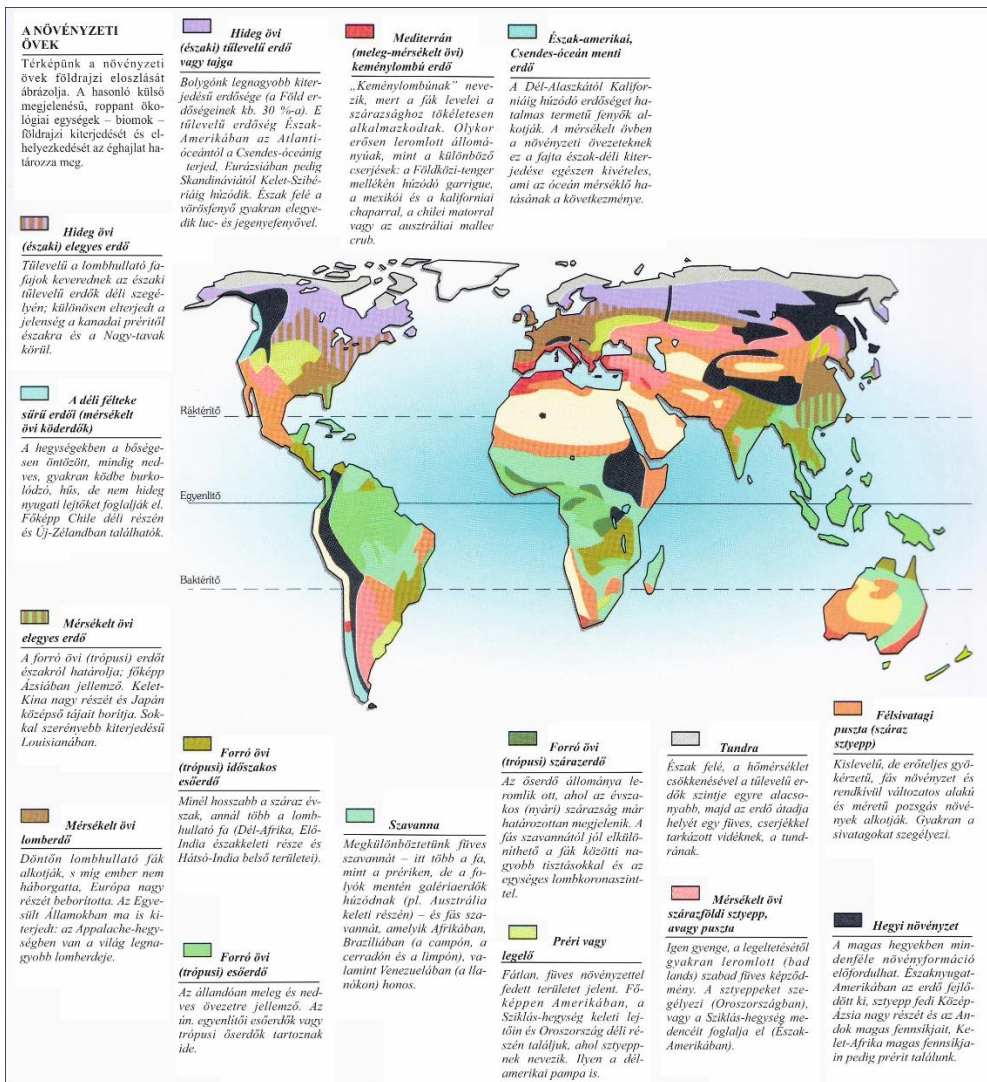 A NÖVÉNYZETI
ÖVEK
Térképünk a növényzeti
övek földrajzi eloszlását
ábrázolja. A hasonló külső
megjelenésű, roppant öko-
lógiai egységek – biomok –
földrajzi kiterjedését és el-
helyezkedését az éghajlat ha-
tározza meg.
Hideg övi
(északi) tűlevelű erdő
vagy tajga
Bolygónk legnagyobb kiter-
jedésű erdősége (a Föld er-
dőségeinek kb. 30 %-a). E
tűlevelű erdőség Észak-
Amerikában az Atlanti-
óceántól a Csendes-óceánig
terjed, Eurázsiában pedig
Skandináviától Kelet-Szibé-
riáig húzódik. Észak felé a
vörösfenyő gyakran elegye-
dik luc- és jegenyefenyővel.
Mediterrán
(meleg-mérsékelt övi)
keménylombú erdő
„Keménylombúnak” neve-
zik, mert a fák levelei a
szárazsághoz tökéletesen
alkalmazkodtak. Olykor
erősen leromlott állomá-
nyúak, mint a különböző
cserjések: a Földközi-tenger
mellékén húzódó garrigue,
a mexikói és a kaliforniai
chaparral, a chilei matorral
vagy az ausztráliai mallee
crub.
Észak-amerikai,
Csendes-óceán menti
erdő
A Dél-Alaszkától Kalifor-
niáig húzódó erdőséget ha-
talmas termetű fenyők al-
kotják. A mérsékelt övben
a növényzeti övezeteknek
ez a fajta észak-déli kiter-
jedése egészen kivételes,
ami az óceán mérséklő ha-
tásának a következménye.
Hideg övi
(északi) elegyes erdő
Tűlevelű a lombhullató fa-
fajok keverednek az északi
tűlevelű erdők déli szegé-
lyén; különösen elterjedt a
jelenség a kanadai préritől
északra és a Nagy-tavak
körül.
A déli félteke
sűrű erdői (mérsékelt
övi köderdők)
A hegységekben a bősége-
sen öntözött, mindig ned-
ves, gyakran ködbe burko-
lódzó, hűs, de nem hideg
nyugati lejtőket foglalják el.
Főképp Chile déli részén
és Új-Zélandban találhatók.
Ráktérítő
Egyenlítő
Baktérítő
Mérsékelt övi
elegyes erdő
A forró övi (trópusi) erdőt
északról határolja; főképp
Ázsiában jellemző. Kelet-
Kína nagy részét és Japán
középső tájait borítja. Sok-
kal szerényebb kiterjedésű
Louisianában.
Mérsékelt övi
lomberdő
Döntőn lombhullató fák
alkotják, s míg ember nem
háborgatta, Európa nagy
részét beborította. Az Egye-
sült Államokban ma is ki-
terjedt: az Appalache-hegy-
ségben van a világ legna-
gyobb lomberdeje.
Forró övi
(trópusi) időszakos
esőerdő
Minél hosszabb a száraz év-
szak, annál több a lomb-
hullató fa (Dél-Afrika, Elő-
India északkeleti része és
Hátsó-India belső területei).
Forró övi
(trópusi) esőerdő
Az állandóan meleg és ned-
ves övezetre jellemző. Az
ún. egyenlítői esőerdők vagy
trópusi őserdők tartoznak
ide.
Szavanna
Megkülönböztetünk füves
szavannát – itt több a fa,
mint a prériken, de a fo-
lyók mentén galériaerdők
húzódnak (pl. Ausztrália
keleti részén) – és fás sza-
vannát, amelyik Afrikában,
Brazíliában (a campón, a
cerradón és a limpón), va-
lamint Venezuelában (a lla-
nókon) honos.
Forró övi
(trópusi) szárazerdő
Az őserdő állománya le-
romlik ott, ahol az évsza-
kos (nyári) szárazság már
határozottan megjelenik. A
fás szavannától jól elkülö-
níthető a fák közötti na-
gyobb tisztásokkal és az
egységes lombkoronaszint-
tel.
Préri vagy
legelő
Fátlan, füves növényzettel
fedett területet jelent. Fő-
képpen Amerikában, a
Sziklás-hegység keleti lej-
tőin és Oroszország déli ré-
szén találjuk, ahol sztyepp-
nek nevezik. Ilyen a dél-
amerikai pampa is.
Tundra
Észak felé, a hőmérséklet
csökkenésével a tűlevelű er-
dők szintje egyre alacso-
nyabb, majd az erdő átadja
helyét egy füves, cserjékkel
tarkázott vidéknek, a tund-
rának.
Mérsékelt övi
szárazföldi sztyepp,
avagy puszta
Igen gyenge, a legeltetésétől
gyakran leromlott (bad
lands) szabad füves képződ-
mény. A sztyeppeket sze-
gélyezi (Oroszországban),
vagy a Sziklás-hegység me-
dencéit foglalja el (Észak-
Amerikában).
Félsivatagi
puszta (száraz
sztyepp)
Kislevelű, de erőteljes gyö-
kérzetű, fás növényzet és
rendkívül változatos alakú
és méretű pozsgás növé-
nyek alkotják. Gyakran a
sivatagokat szegélyezi.
Hegyi növényzet
A magas hegyekben min-
denféle növényformáció
előfordulhat. Északnyugat-
Amerikában az erdő fejlő-
dött ki, sztyepp fedi Közép-
Ázsia nagy részét és az An-
dok magas fennsíkjait, Ke-
let-Afrika magas fennsíkja-
in pedig prérit találunk.